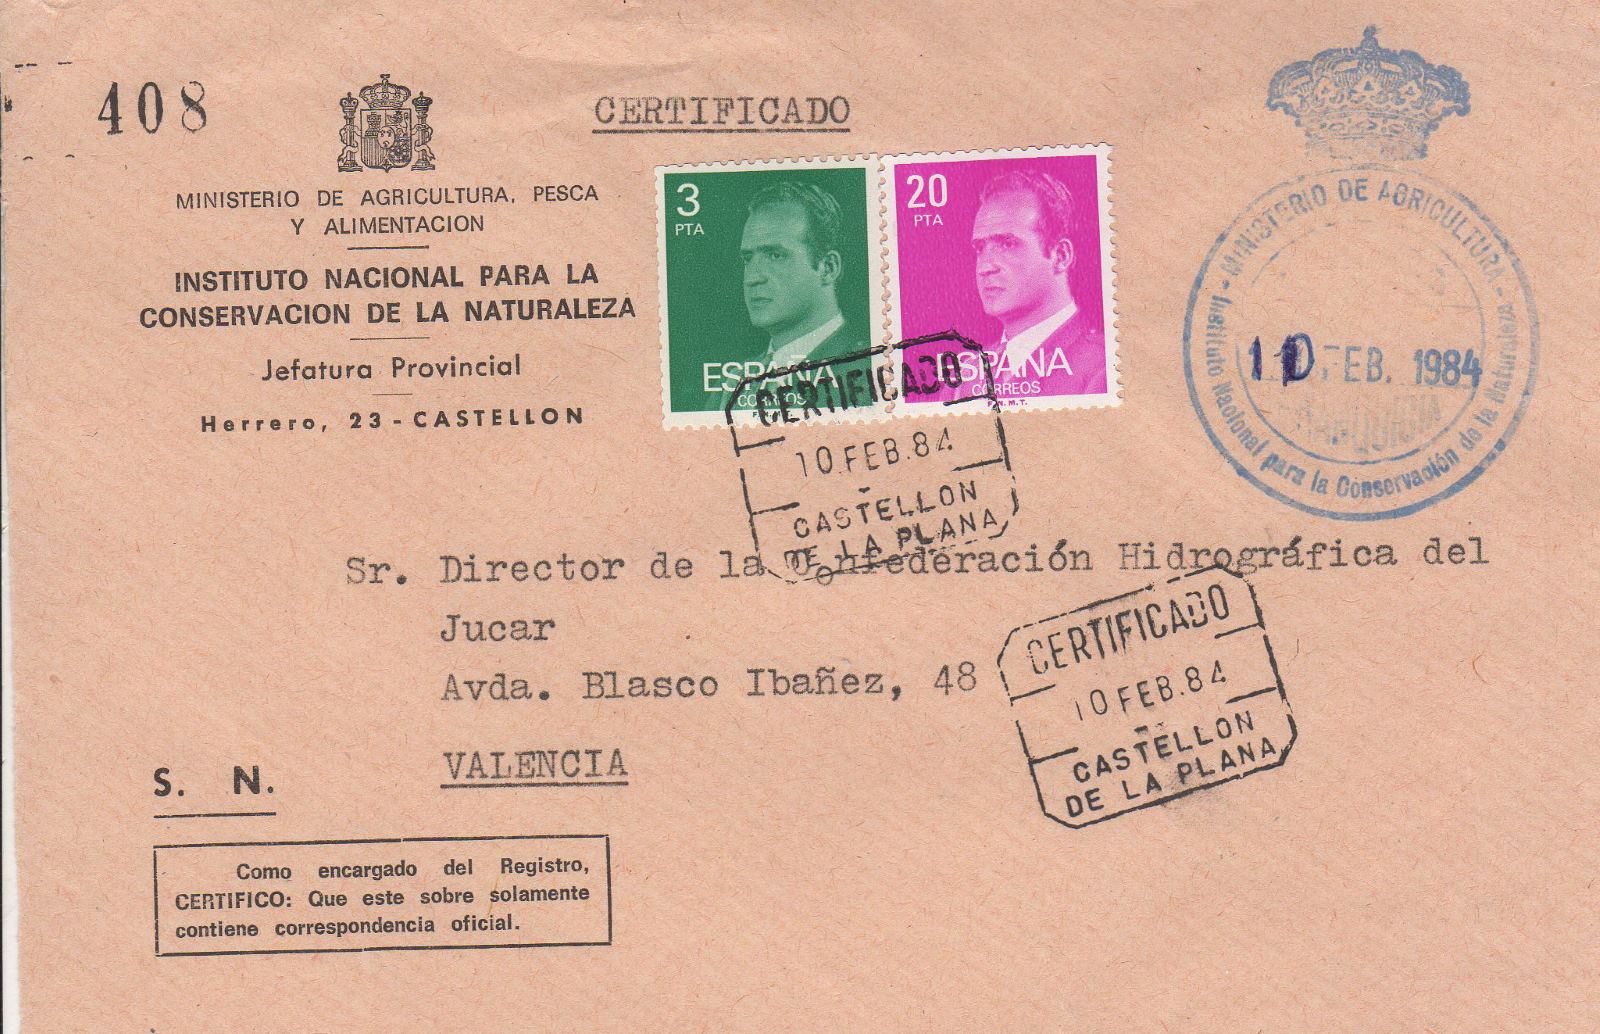 408
CERTIFICADO
MINISTERIO DE AGRICULTURA, PESCA
Y ALIMENTACION
INSTITUTO NACIONAL PARA LA
CONSERVACION DE LA NATURALEZA
Jefatura Provincial
Herrero, 23 - CASTELLON
3
PTA
ESPAÑA
CORREOS
20
PTA
ESPAÑA
CORREOS
F.N.M.T.
MINISTERIO DE AGRICULTURA -
Instituto Nacional para la Conservación de la Naturaleza
10 FEB. 1984
FRANQUICIA
CERTIFICADO
10 FEB. 84
CASTELLON
DE LA PLANA
Sr. Director de la Confederación Hidrográfica del
Jucar
Avda. Blasco Ibañez, 48
VALENCIA
CERTIFICADO
10 FEB. 84
CASTELLON
DE LA PLANA
S. N.
Como encargado del Registro,
CERTIFICO: Que este sobre solamente
contiene correspondencia oficial.